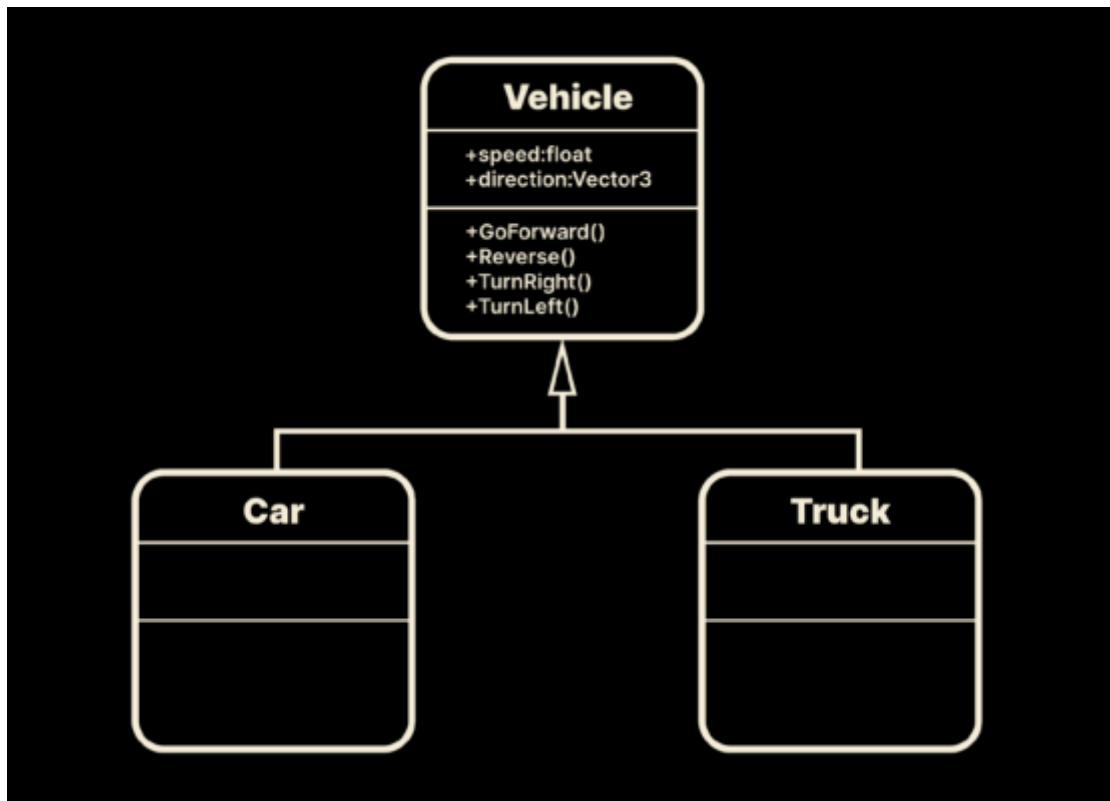 Vehicle
+speed:float
+direction:Vector3
+GoForward()
+Reverse()
+TurnRight()
+TurnLeft()
Car
Truck